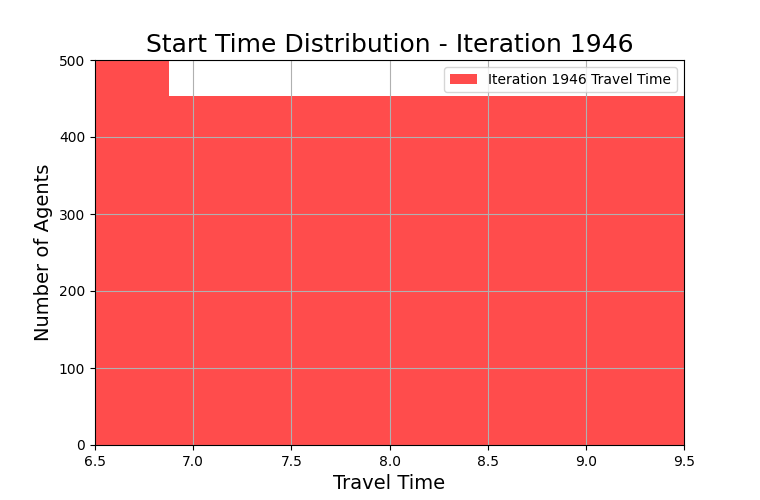 Start Time Distribution - Iteration 1946
Iteration 1946 Travel Time
Number of Agents
500
400
300
200
100
0
6.5 7.0 7.5 8.0 8.5 9.0 9.5
Travel Time